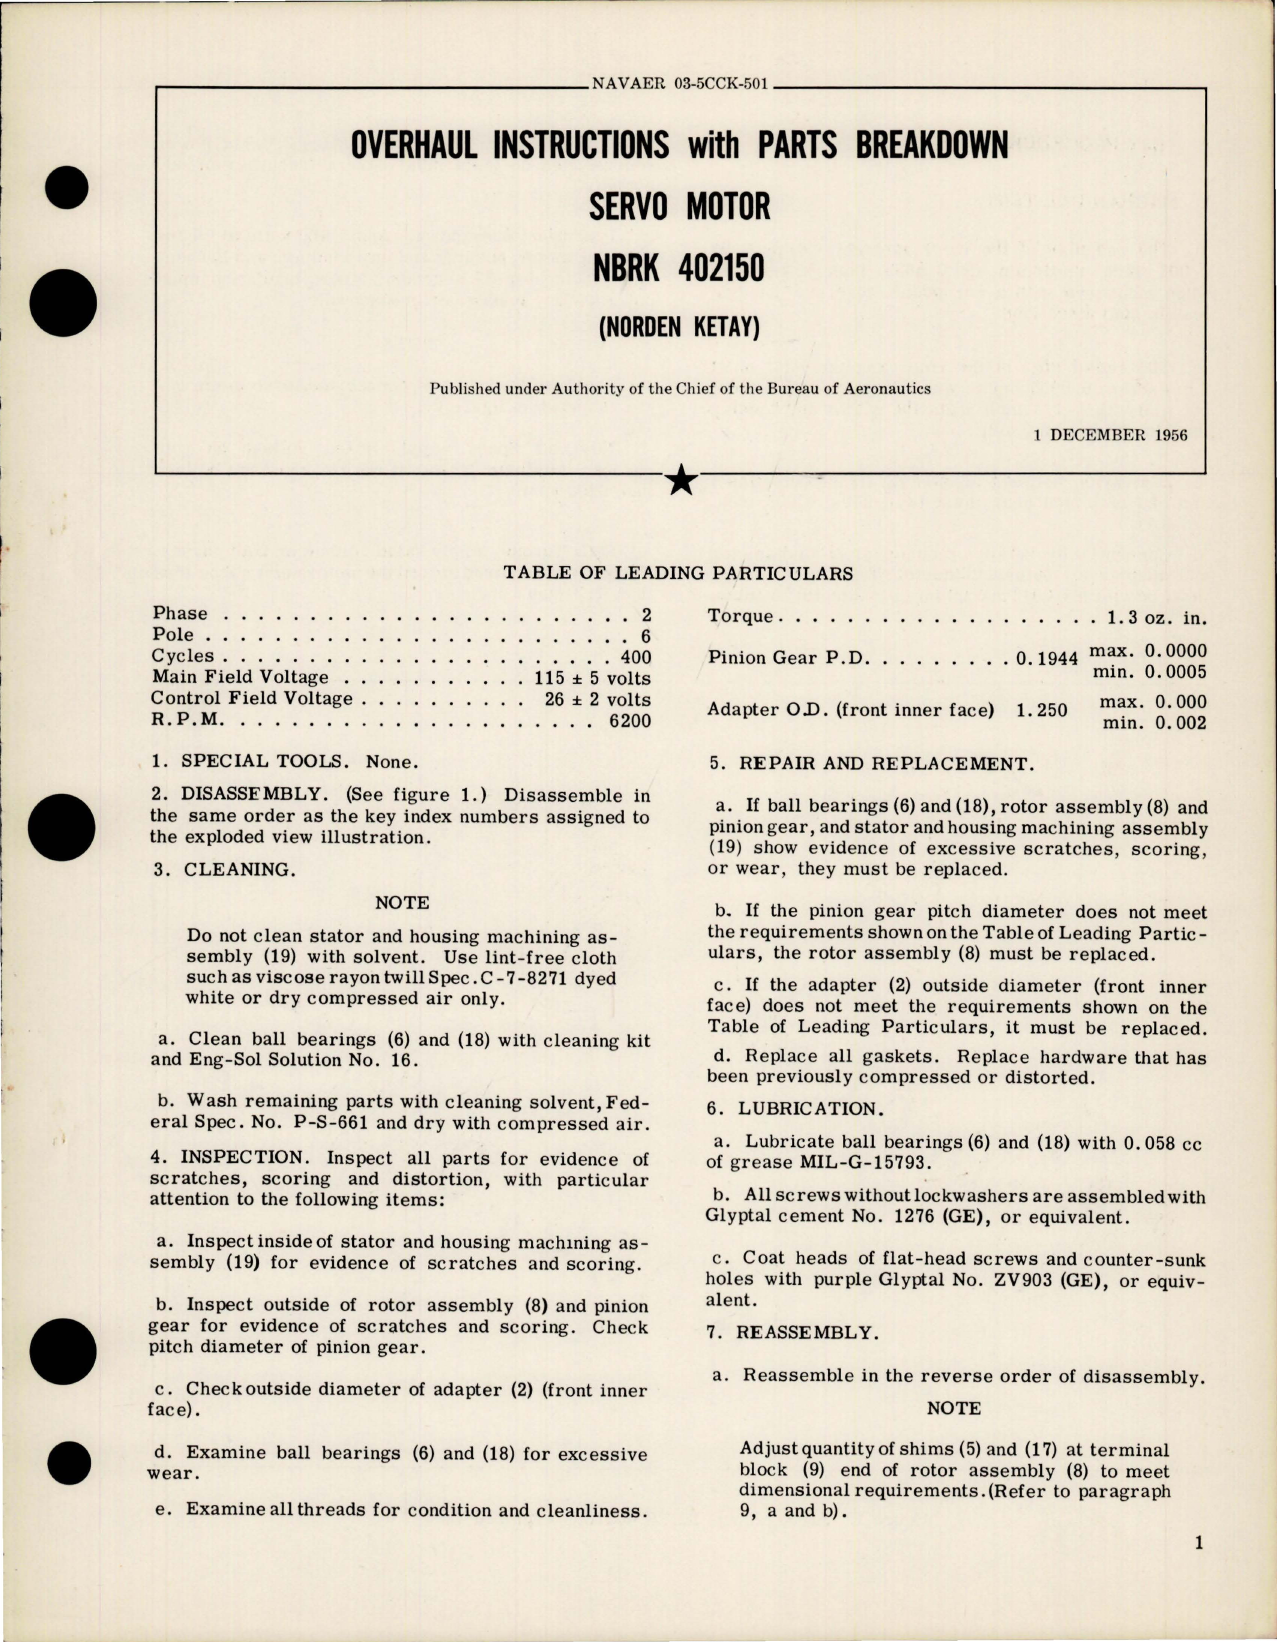 NAVAER 03-5CCK-501
OVERHAUL INSTRUCTIONS with PARTS BREAKDOWN
SERVO MOTOR
NBRK 402150
(NORDEN KETAY)
Published under Authority of the Chief of the Bureau of Aeronautics
1 DECEMBER 1956
TABLE OF LEADING PARTICULARS
Phase . . . . . . . . . . . . . . . . . . . . . . . . 2
Pole . . . . . . . . . . . . . . . . . . . . . . . . . 6
Cycles . . . . . . . . . . . . . . . . . . . . . . . 400
Main Field Voltage . . . . . . . . . . . 115 ± 5 volts
Control Field Voltage . . . . . . . . . . 26 ± 2 volts
R.P.M. . . . . . . . . . . . . . . . . . . . . . . 6200
1. SPECIAL TOOLS. None.
2. DISASSEMBLY. (See figure 1.) Disassemble in
the same order as the key index numbers assigned to
the exploded view illustration.
3. CLEANING.
NOTE
Do not clean stator and housing machining as-
sembly (19) with solvent. Use lint-free cloth
such as viscose rayon twill Spec. C-7-8271 dyed
white or dry compressed air only.
a. Clean ball bearings (6) and (18) with cleaning kit
and Eng-Sol Solution No. 16.
b. Wash remaining parts with cleaning solvent, Fed-
eral Spec. No. P-S-661 and dry with compressed air.
4. INSPECTION. Inspect all parts for evidence of
scratches, scoring and distortion, with particular
attention to the following items:
a. Inspect inside of stator and housing machining as-
sembly (19) for evidence of scratches and scoring.
b. Inspect outside of rotor assembly (8) and pinion
gear for evidence of scratches and scoring. Check
pitch diameter of pinion gear.
c. Check outside diameter of adapter (2) (front inner
face).
d. Examine ball bearings (6) and (18) for excessive
wear.
e. Examine all threads for condition and cleanliness.
Torque . . . . . . . . . . . . . . . . . . . 1.3 oz. in.
Pinion Gear P.D. . . . . . . . . . 0.1944 max. 0.0000
min. 0.0005
Adapter O.D. (front inner face) 1.250 max. 0.000
min. 0.002
5. REPAIR AND REPLACEMENT.
a. If ball bearings (6) and (18), rotor assembly (8) and
pinion gear, and stator and housing machining assembly
(19) show evidence of excessive scratches, scoring,
or wear, they must be replaced.
b. If the pinion gear pitch diameter does not meet
the requirements shown on the Table of Leading Partic-
ulars, the rotor assembly (8) must be replaced.
c. If the adapter (2) outside diameter (front inner
face) does not meet the requirements shown on the
Table of Leading Particulars, it must be replaced.
d. Replace all gaskets. Replace hardware that has
been previously compressed or distorted.
6. LUBRICATION.
a. Lubricate ball bearings (6) and (18) with 0.058 cc
of grease MIL-G-15793.
b. All screws without lockwashers are assembled with
Glyptal cement No. 1276 (GE), or equivalent.
c. Coat heads of flat-head screws and counter-sunk
holes with purple Glyptal No. ZV903 (GE), or equiv-
alent.
7. REASSEMBLY.
a. Reassemble in the reverse order of disassembly.
NOTE
Adjust quantity of shims (5) and (17) at terminal
block (9) end of rotor assembly (8) to meet
dimensional requirements. (Refer to paragraph
9, a and b).
1